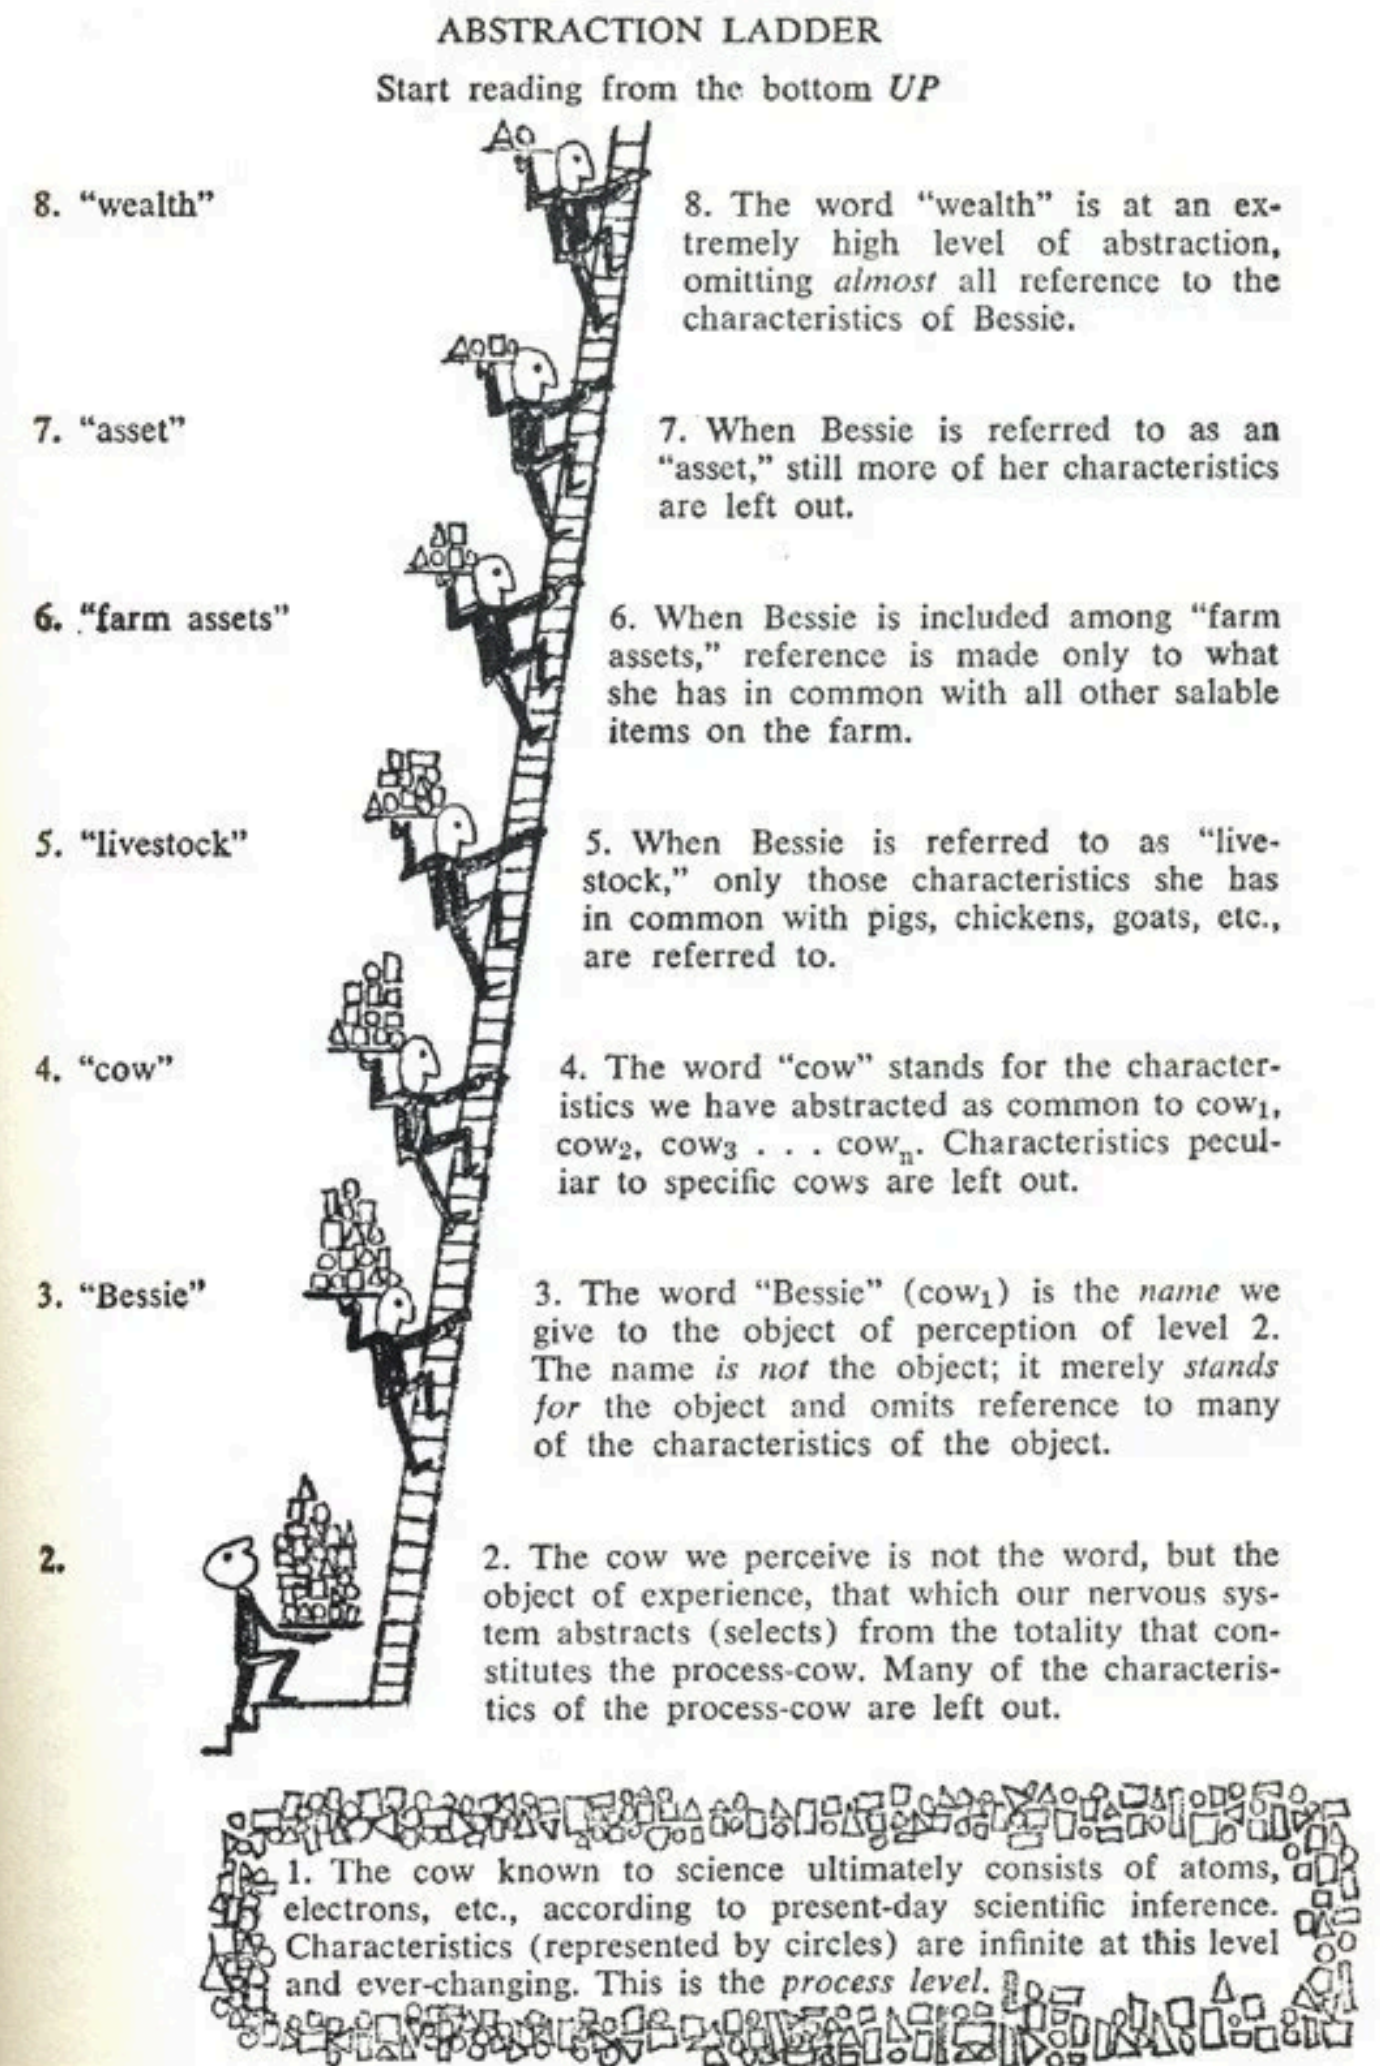 ABSTRACTION LADDER
Start reading from the bottom UP
8. “wealth”
8. The word “wealth” is at an ex-
tremely high level of abstraction,
omitting almost all reference to the
characteristics of Bessie.
7. “asset”
7. When Bessie is referred to as an
“asset,” still more of her characteristics
are left out.
6. “farm assets”
6. When Bessie is included among “farm
assets,” reference is made only to what
she has in common with all other salable
items on the farm.
5. “livestock”
5. When Bessie is referred to as “live-
stock,” only those characteristics she has
in common with pigs, chickens, goats, etc.,
are referred to.
4. “cow”
4. The word “cow” stands for the character-
istics we have abstracted as common to cow₁,
cow₂, cow₃ . . . cowₙ. Characteristics pecul-
iar to specific cows are left out.
3. “Bessie”
3. The word “Bessie” (cow₁) is the name we
give to the object of perception of level 2.
The name is not the object; it merely stands
for the object and omits reference to many
of the characteristics of the object.
2.
2. The cow we perceive is not the word, but the
object of experience, that which our nervous sys-
tem abstracts (selects) from the totality that con-
stitutes the process-cow. Many of the characteris-
tics of the process-cow are left out.
1. The cow known to science ultimately consists of atoms,
electrons, etc., according to present-day scientific inference.
Characteristics (represented by circles) are infinite at this level
and ever-changing. This is the process level.